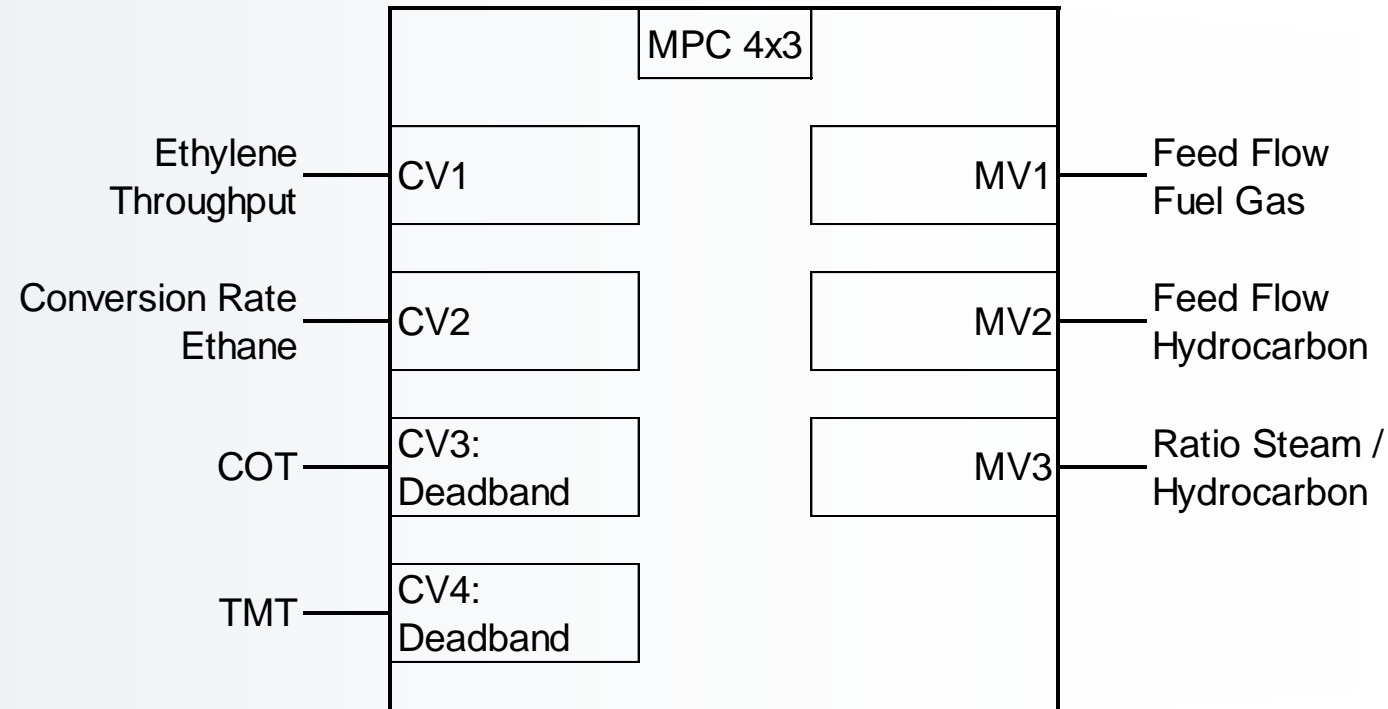 MPC 4x3
Ethylene
Throughput
CV1
MV1
Feed Flow
Fuel Gas
Conversion Rate
Ethane
CV2
MV2
Feed Flow
Hydrocarbon
COT
CV3:
Deadband
MV3
Ratio Steam /
Hydrocarbon
TMT
CV4:
Deadband